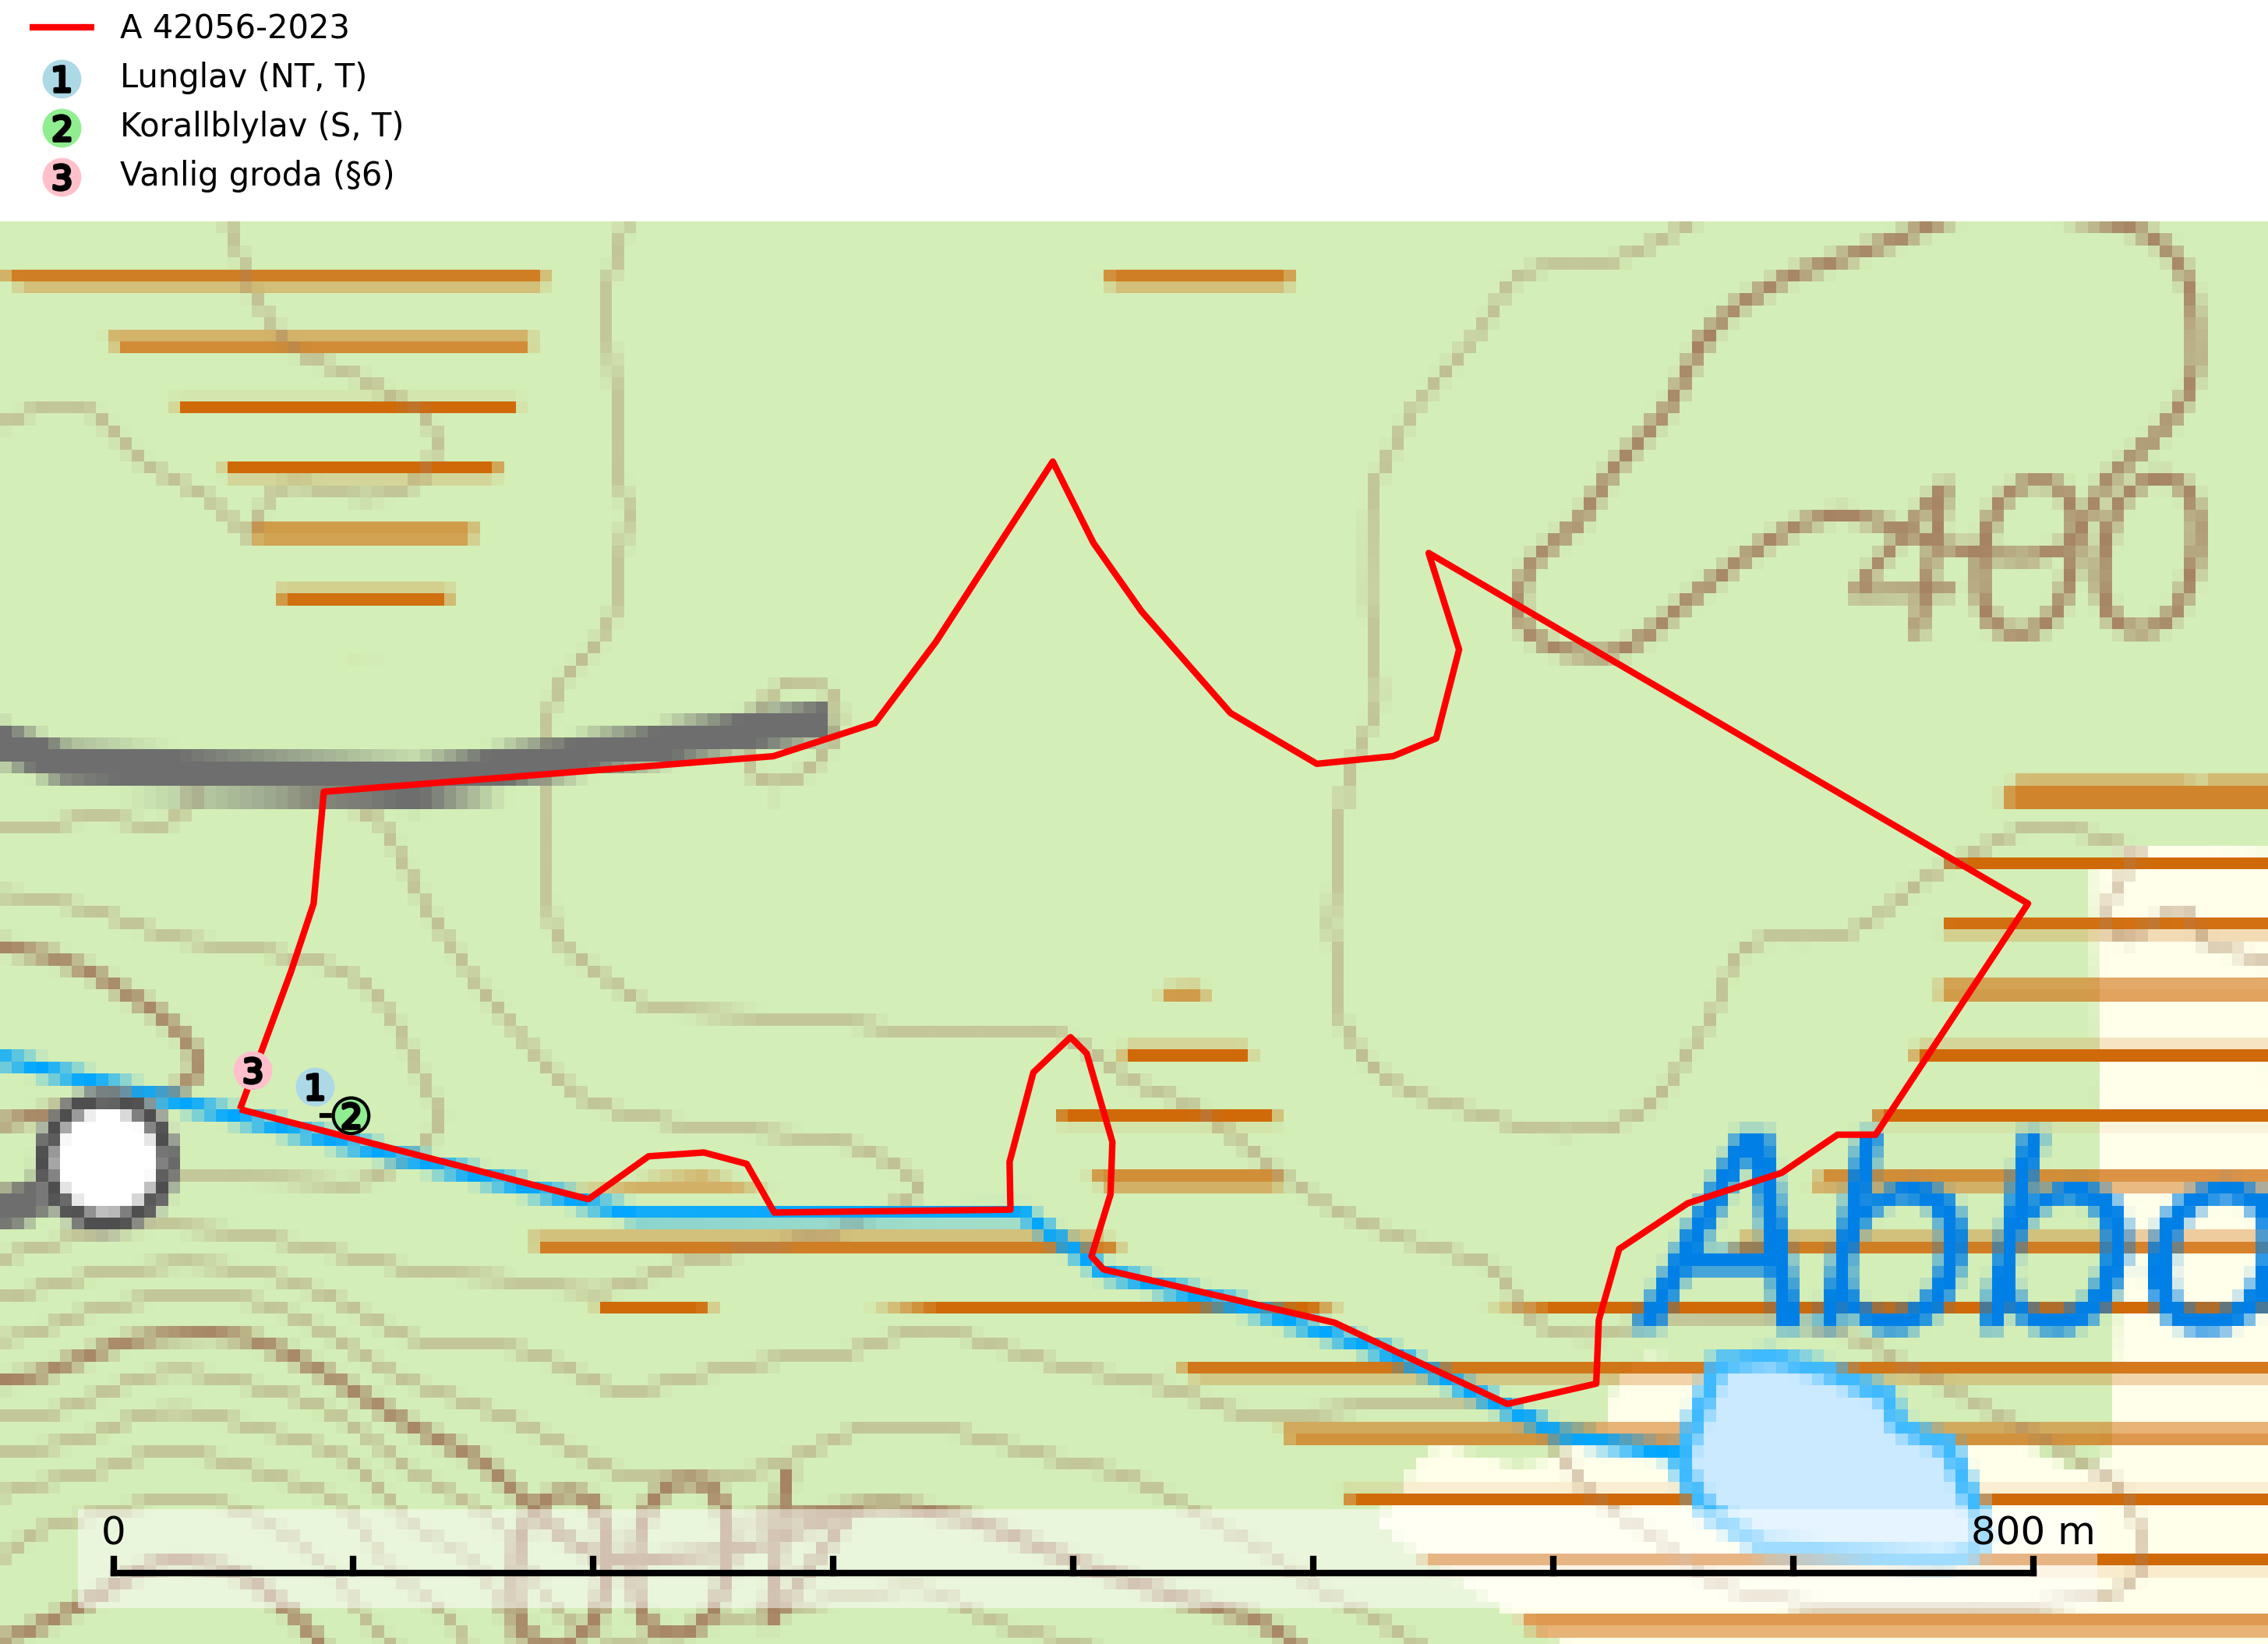 A 42056-2023
1 Lunglav (NT, T)
2 Korallblylav (S, T)
3 Vanlig groda (§6)
400
3
1
2
Abbo
0 800 m